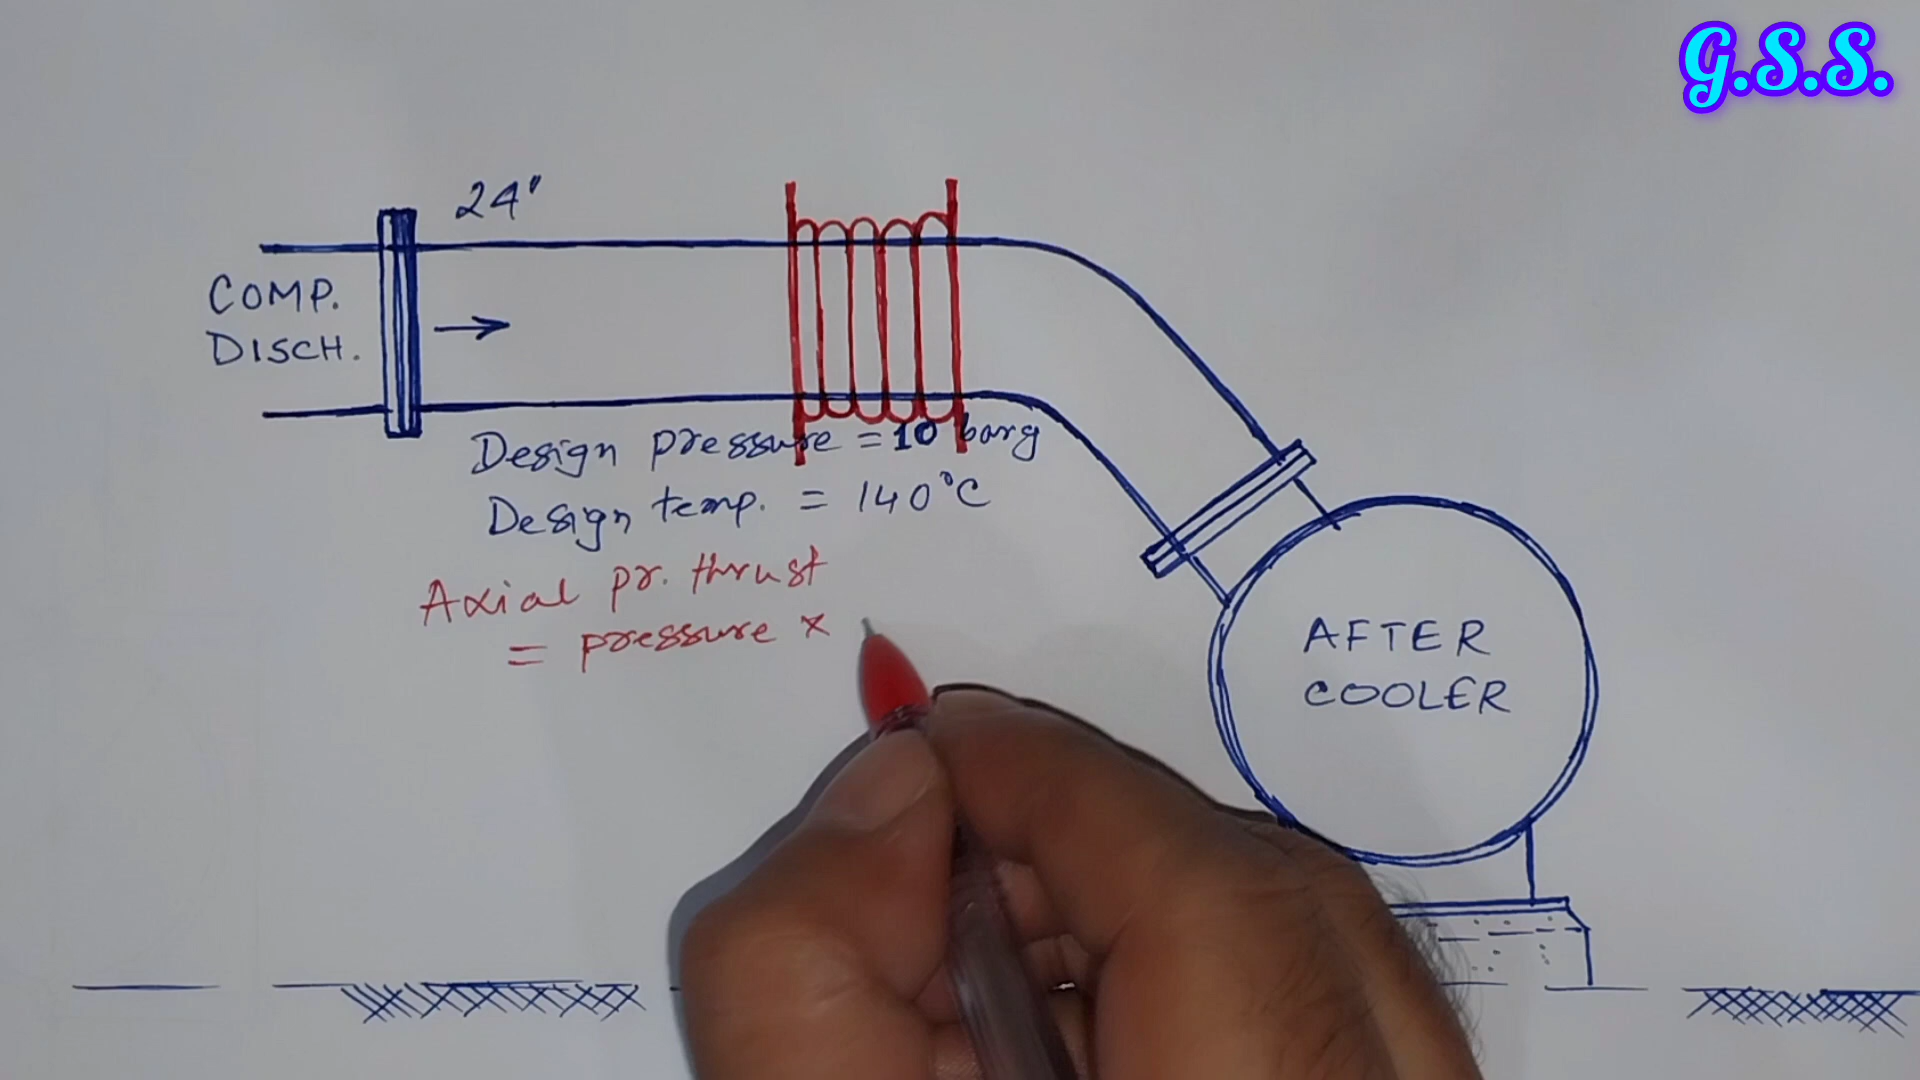 G.S.S.
24"
COMP.
DISCH.
Design pressure = 10 barg
Design temp. = 140°C
Axial pr. thrust
= pressure ×
AFTER
COOLER